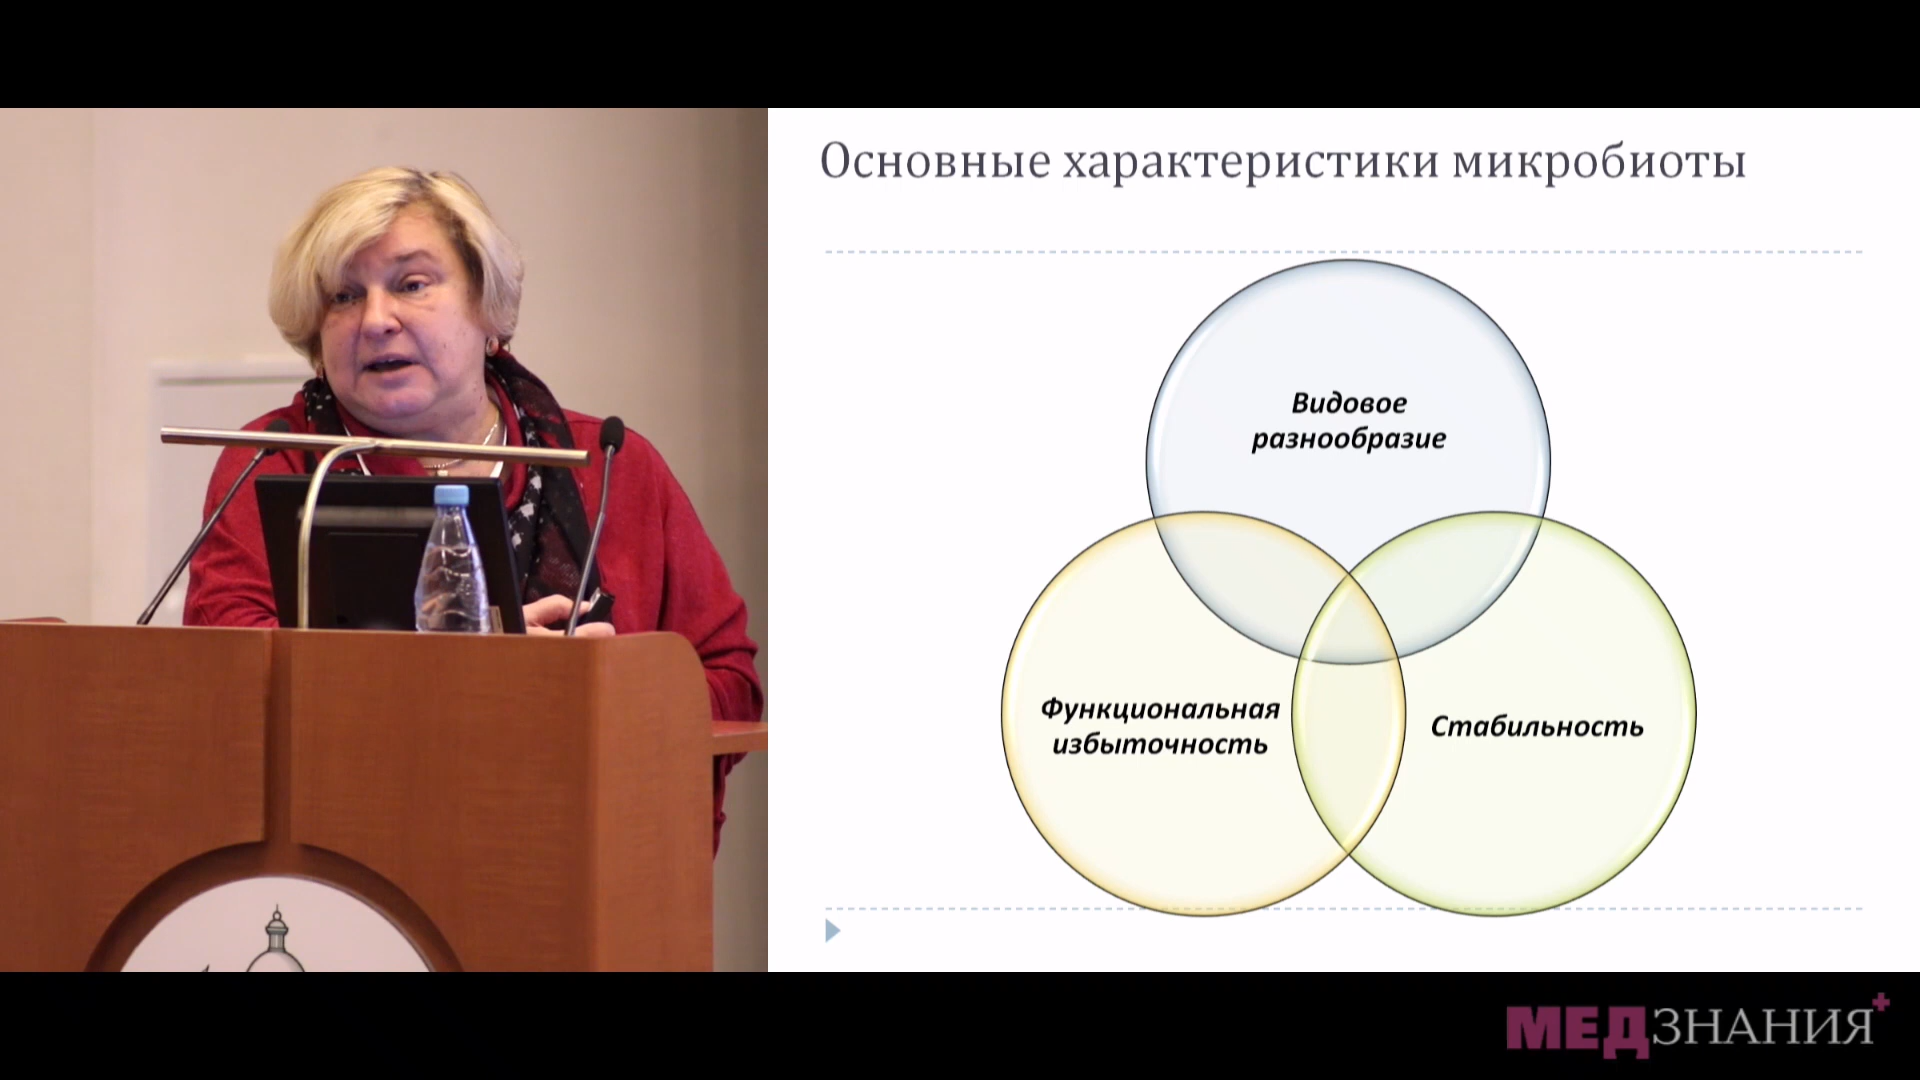 Основные характеристики микробиоты
Видовое
разнообразие
Функциональная
избыточность
Стабильность
МЕДЗНАНИЯ+